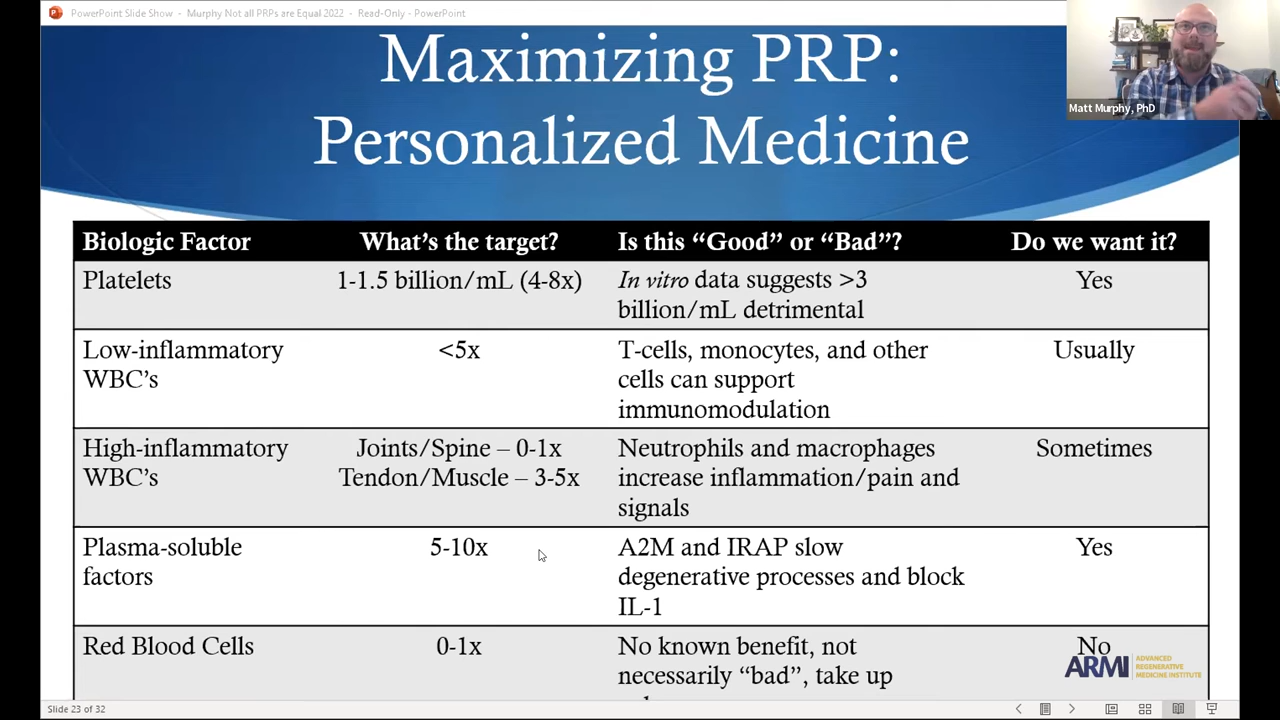 PowerPoint Slide Show - Murphy Not all PRPs are Equal 2022 - Read-Only - PowerPoint
Matt Murphy, PhD
Maximizing PRP:
Personalized Medicine
Biologic Factor
What's the target?
Is this “Good” or “Bad”?
Do we want it?
Platelets
1-1.5 billion/mL (4-8x)
In vitro data suggests >3
billion/mL detrimental
Yes
Low-inflammatory
WBC's
<5x
T-cells, monocytes, and other
cells can support
immunomodulation
Usually
High-inflammatory
WBC's
Joints/Spine – 0-1x
Tendon/Muscle – 3-5x
Neutrophils and macrophages
increase inflammation/pain and
signals
Sometimes
Plasma-soluble
factors
5-10x
A2M and IRAP slow
degenerative processes and block
IL-1
Yes
Red Blood Cells
0-1x
No known benefit, not
necessarily “bad”, take up
No
ARMI
ADVANCED
REGENERATIVE
MEDICINE INSTITUTE
Slide 23 of 32